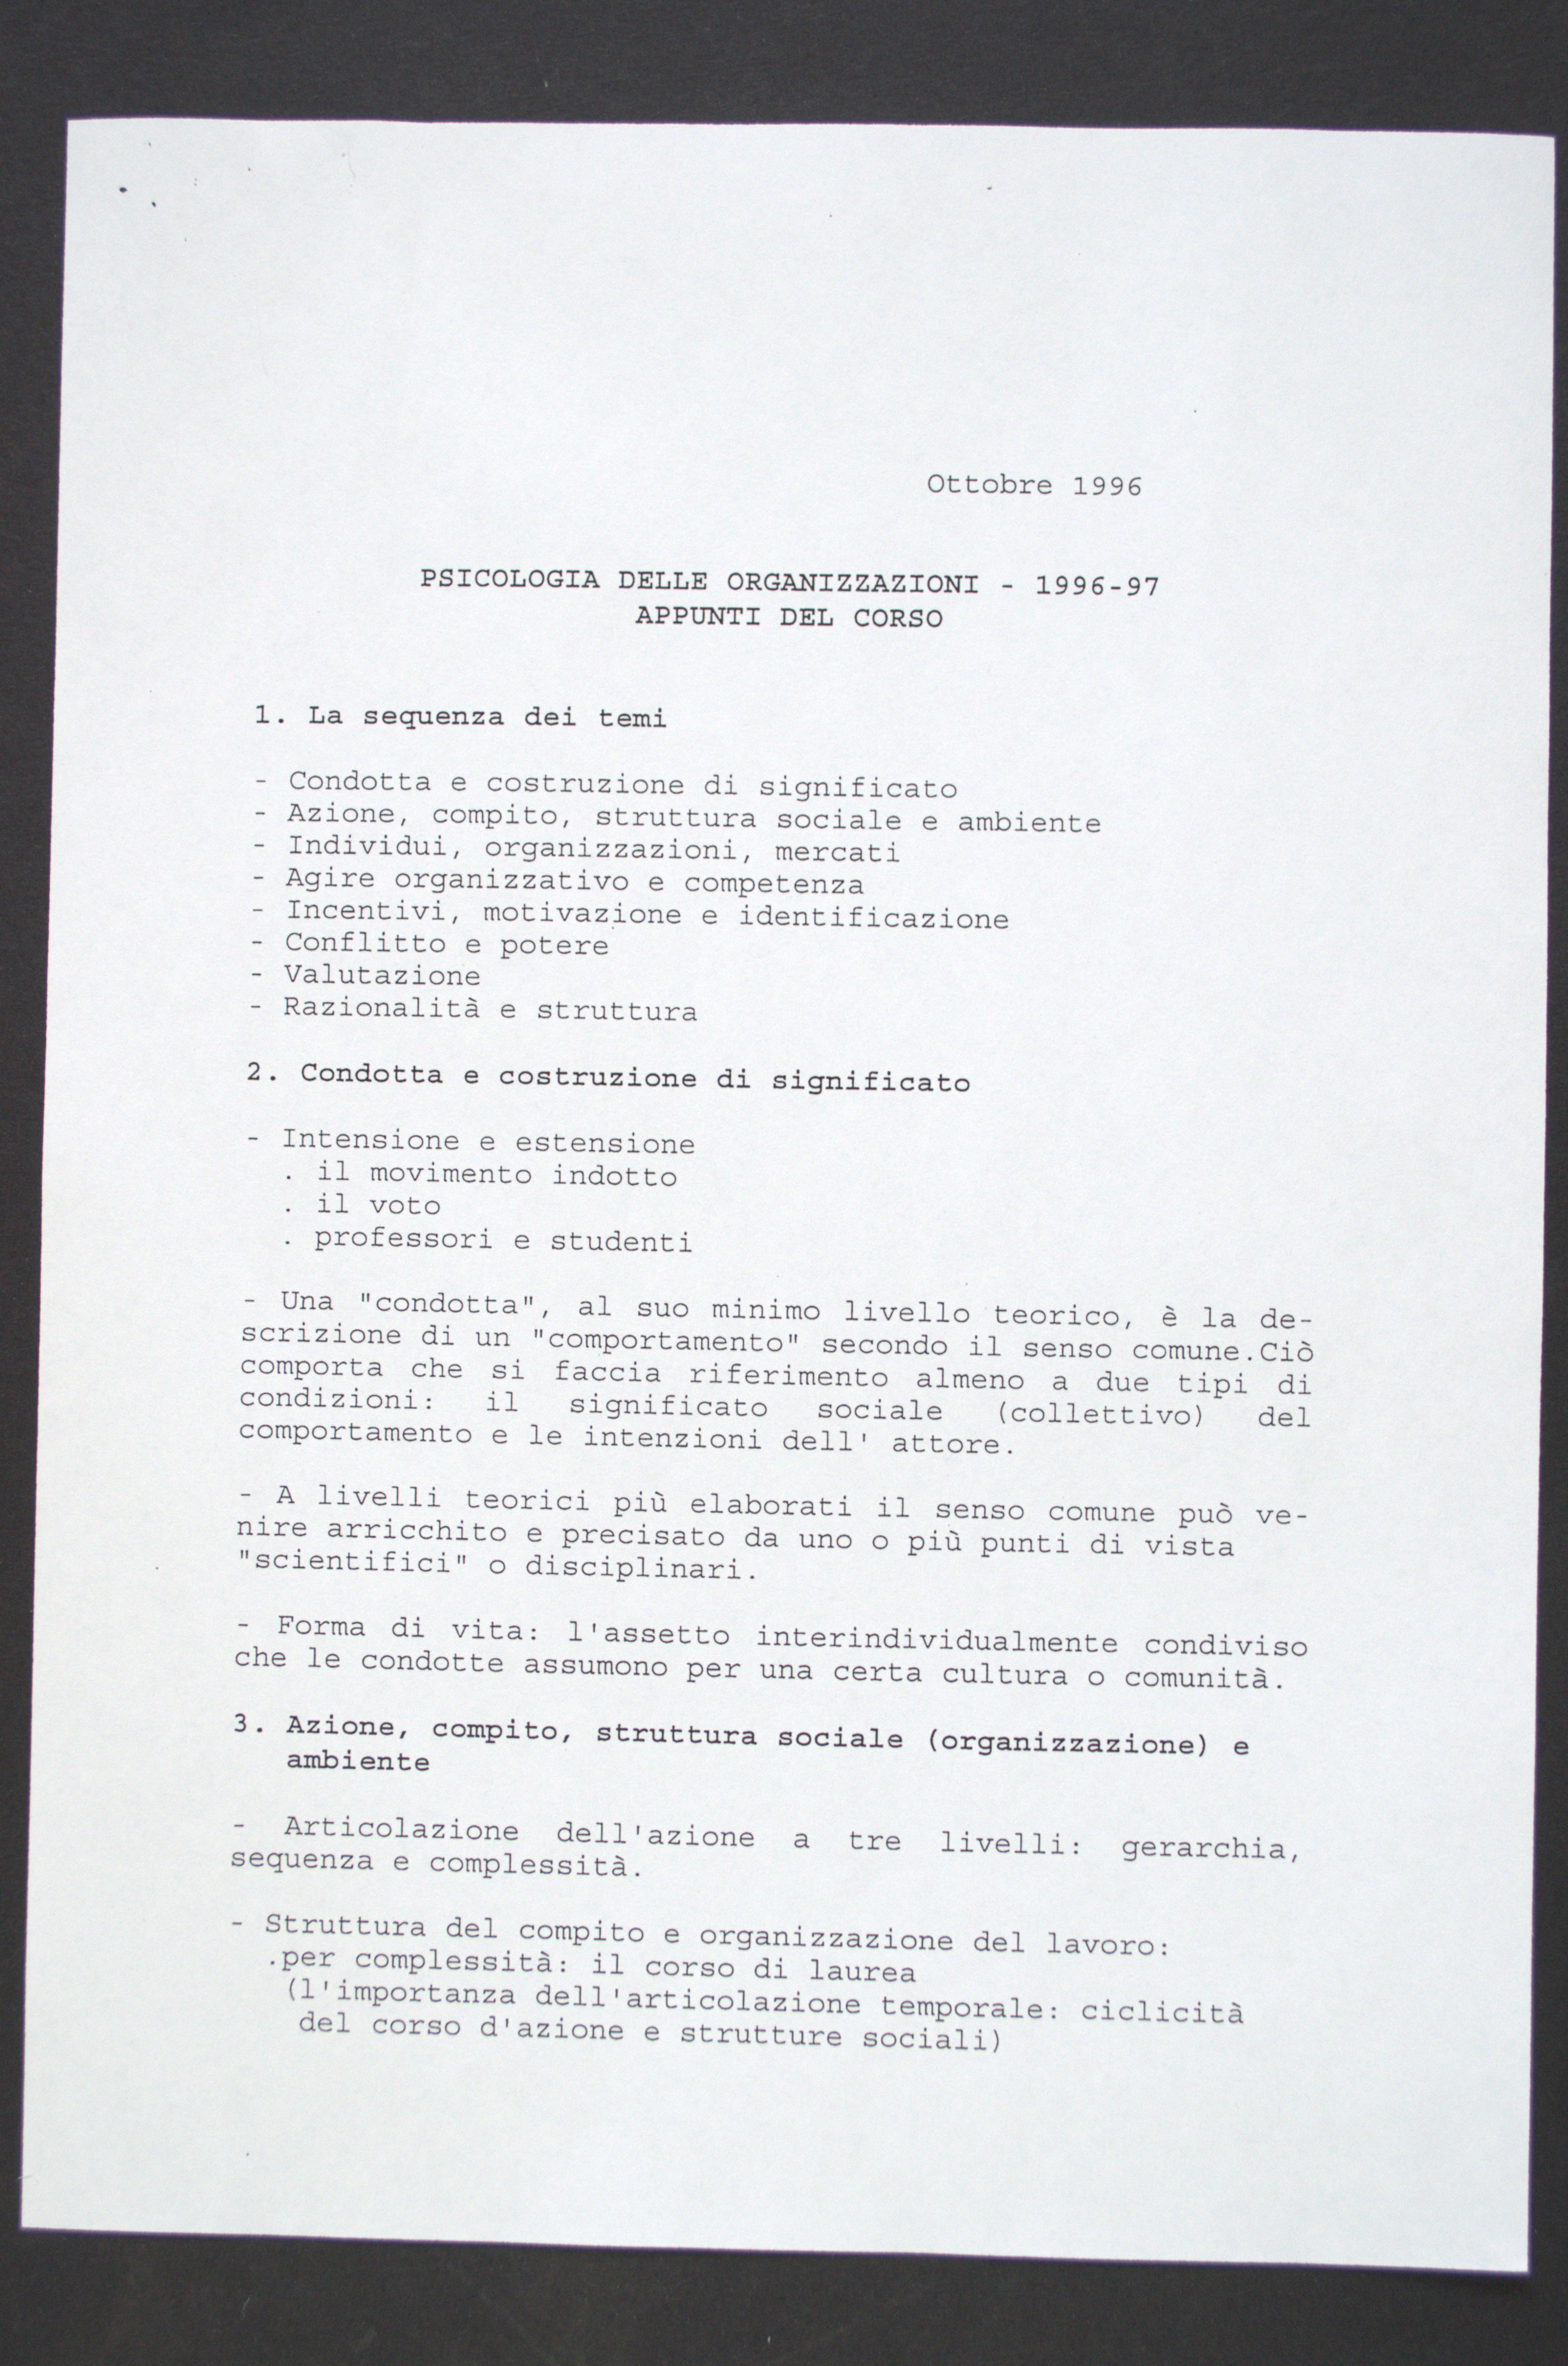 Ottobre 1996
PSICOLOGIA DELLE ORGANIZZAZIONI - 1996-97
APPUNTI DEL CORSO
1. La sequenza dei temi
- Condotta e costruzione di significato
- Azione, compito, struttura sociale e ambiente
- Individui, organizzazioni, mercati
- Agire organizzativo e competenza
- Incentivi, motivazione e identificazione
- Conflitto e potere
- Valutazione
- Razionalità e struttura
2. Condotta e costruzione di significato
- Intensione e estensione
. il movimento indotto
. il voto
. professori e studenti
- Una "condotta", al suo minimo livello teorico, è la de-
scrizione di un "comportamento" secondo il senso comune.Ciò
comporta che si faccia riferimento almeno a due tipi di
condizioni: il significato sociale (collettivo) del
comportamento e le intenzioni dell' attore.
- A livelli teorici più elaborati il senso comune può ve-
nire arricchito e precisato da uno o più punti di vista
"scientifici" o disciplinari.
- Forma di vita: l'assetto interindividualmente condiviso
che le condotte assumono per una certa cultura o comunità.
3. Azione, compito, struttura sociale (organizzazione) e
ambiente
- Articolazione dell'azione a tre livelli: gerarchia,
sequenza e complessità.
- Struttura del compito e organizzazione del lavoro:
.per complessità: il corso di laurea
(l'importanza dell'articolazione temporale: ciclicità
del corso d'azione e strutture sociali)